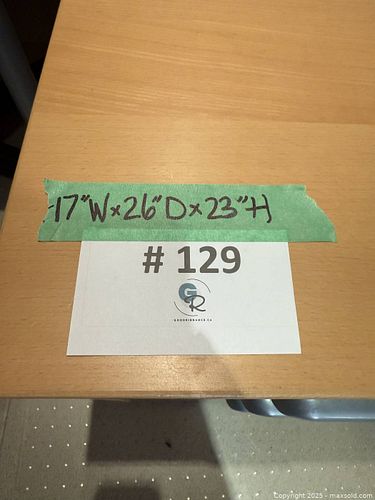 17"W x 26"D x 23"H
# 129
GR
Copyright 2025 - maxsold.com